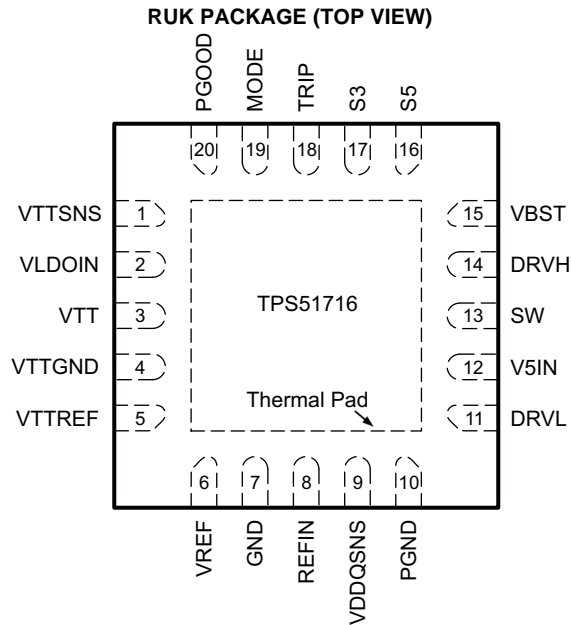 RUK PACKAGE (TOP VIEW)
PGOOD
MODE
TRIP
S3
S5
20
19
18
17
16
VTTSNS 1
15 VBST
VLDOIN 2
14 DRVH
VTT 3
TPS51716
13 SW
VTTGND 4
12 V5IN
VTTREF 5
Thermal Pad
11 DRVL
6
7
8
9
10
VREF
GND
REFIN
VDDQSNS
PGND